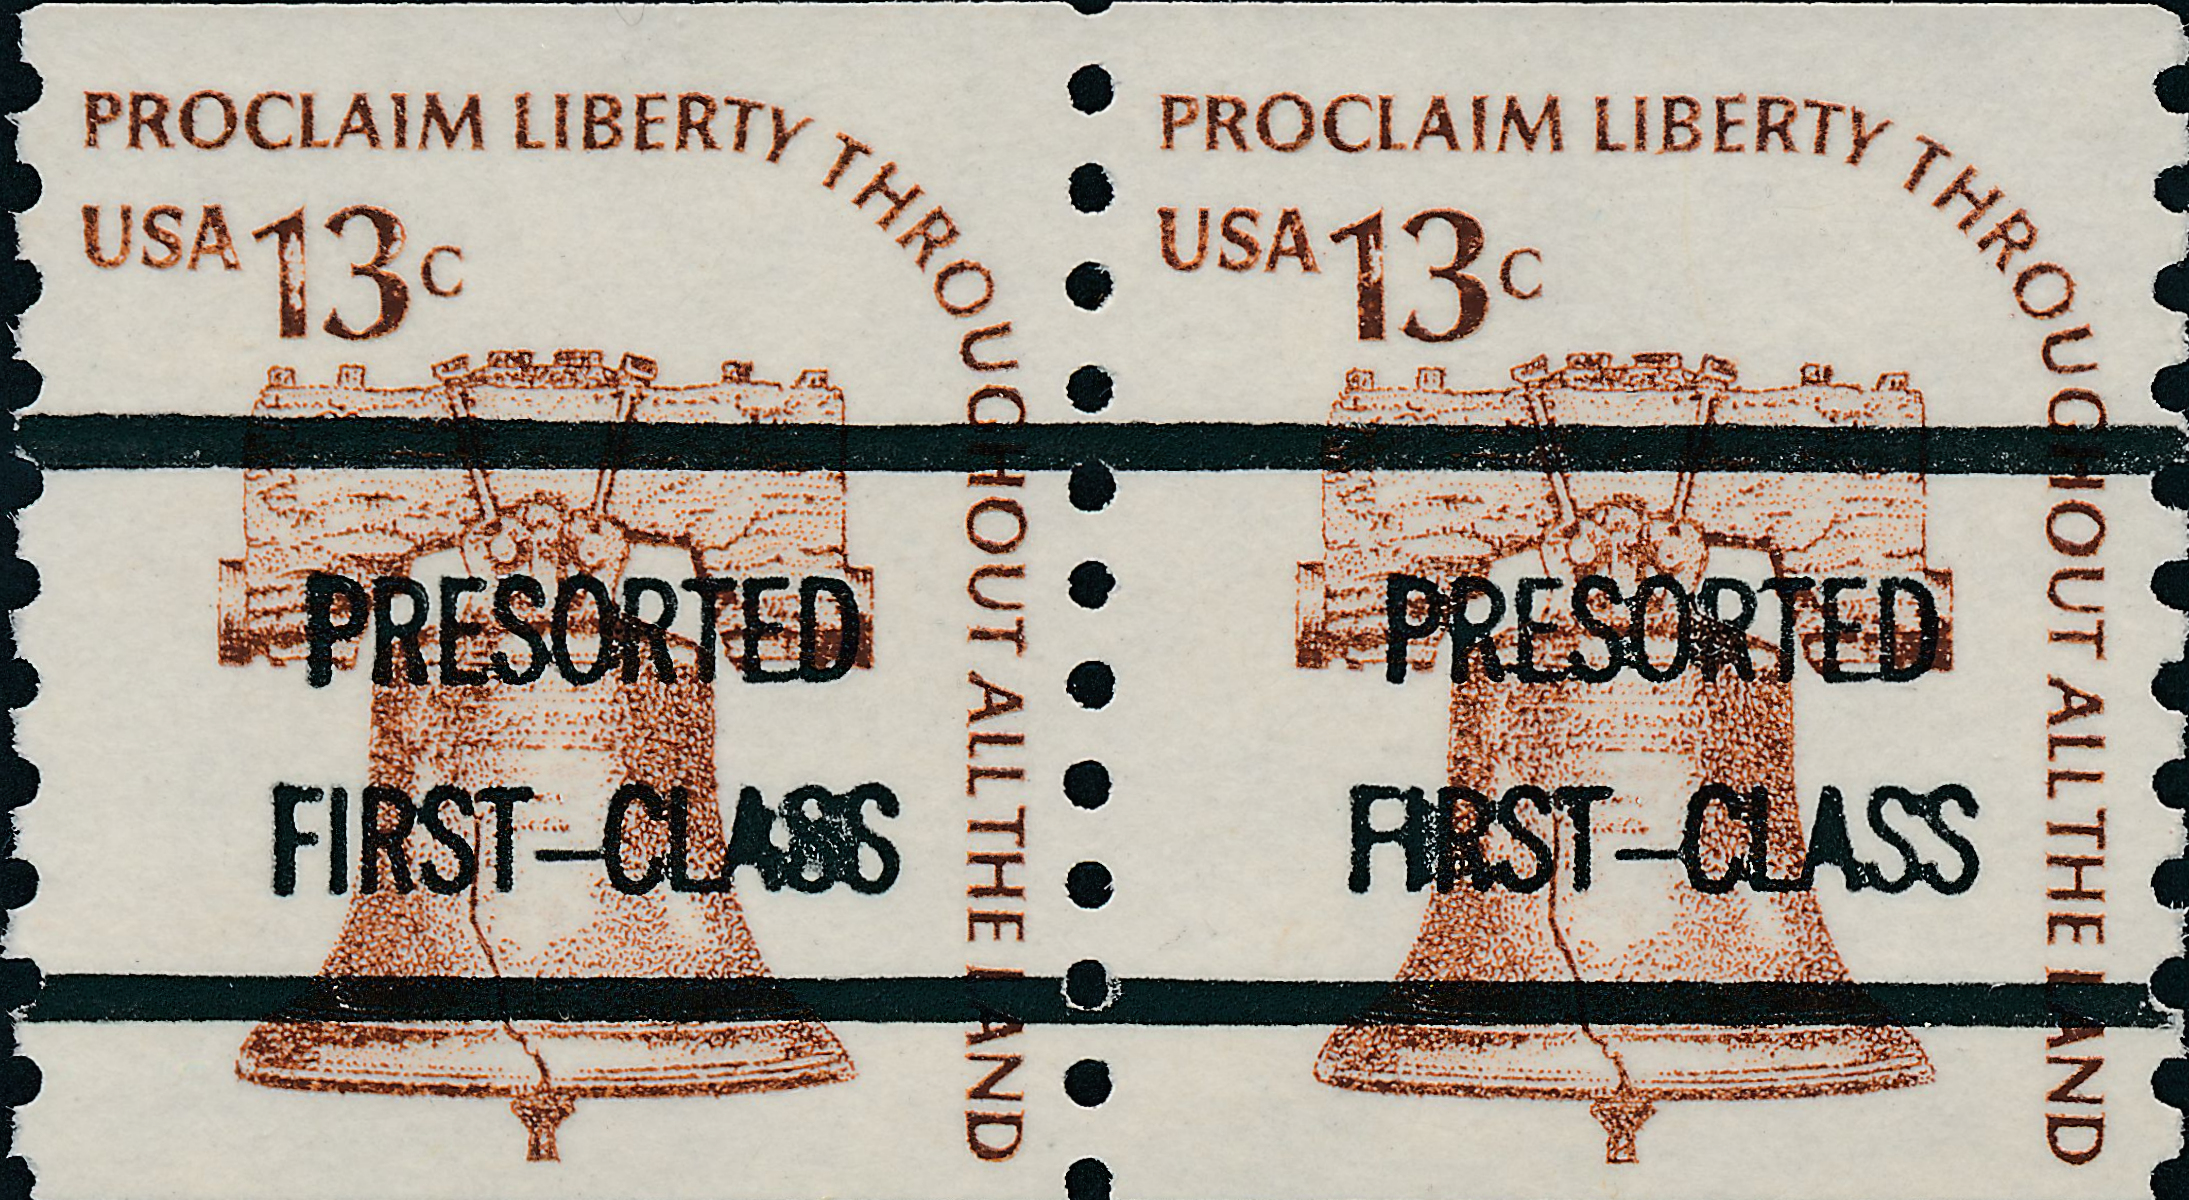 PROCLAIM LIBERTY THROUGHOUT ALL THE LAND
USA 13c
PRESORTED
FIRST–CLASS
PROCLAIM LIBERTY THROUGHOUT ALL THE LAND
USA 13c
PRESORTED
FIRST–CLASS